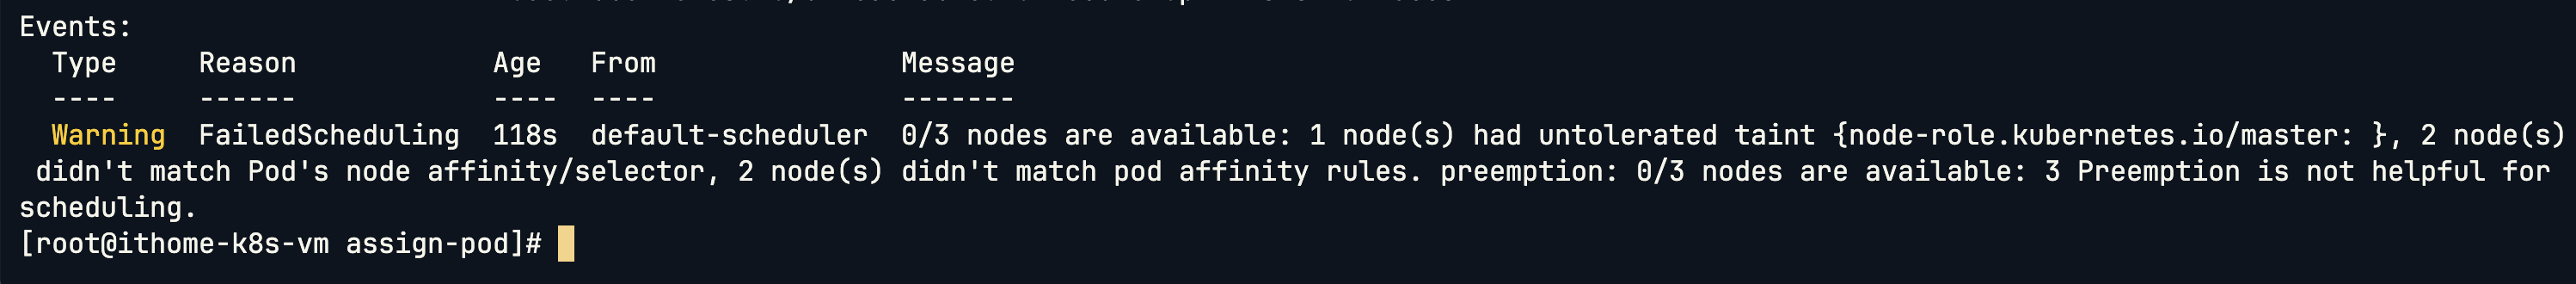 Events:
Type Reason Age From Message
---- ------ ---- ---- -------
Warning FailedScheduling 118s default-scheduler 0/3 nodes are available: 1 node(s) had untolerated taint {node-role.kubernetes.io/master: }, 2 node(s)
didn't match Pod's node affinity/selector, 2 node(s) didn't match pod affinity rules. preemption: 0/3 nodes are available: 3 Preemption is not helpful for
scheduling.
[root@ithome-k8s-vm assign-pod]#